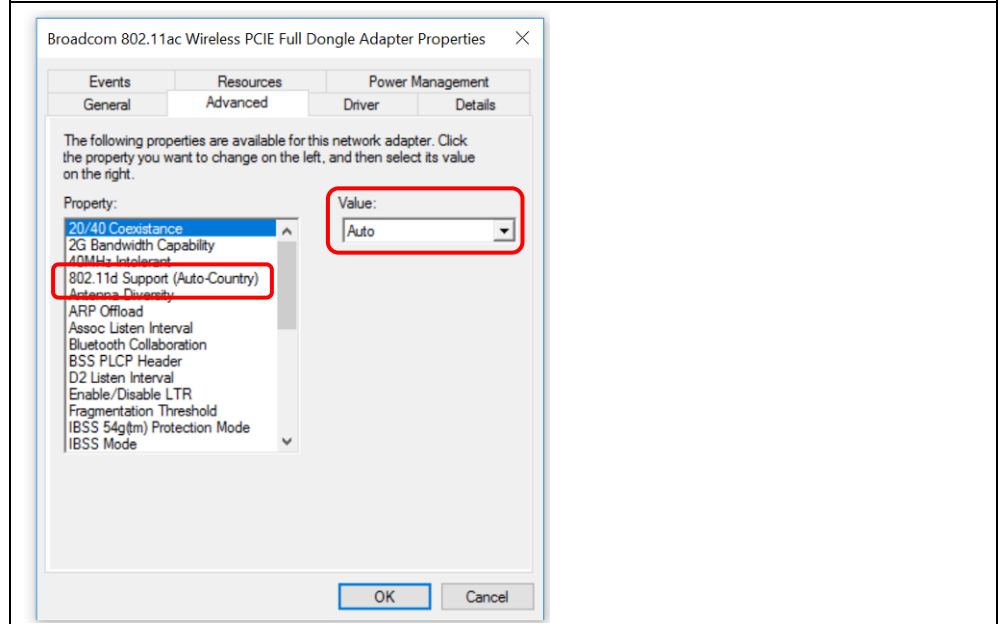 Broadcom 802.11ac Wireless PCIE Full Dongle Adapter Properties
Events Resources Power Management
General Advanced Driver Details
The following properties are available for this network adapter. Click
the property you want to change on the left, and then select its value
on the right.
Property:
Value:
20/40 Coexistance
Auto
2G Bandwidth Capability
40MHz Intolerant
802.11d Support (Auto-Country)
Antenna Diversity
ARP Offload
Assoc Listen Interval
Bluetooth Collaboration
BSS PLCP Header
D2 Listen Interval
Enable/Disable LTR
Fragmentation Threshold
IBSS 54g(tm) Protection Mode
IBSS Mode
OK Cancel